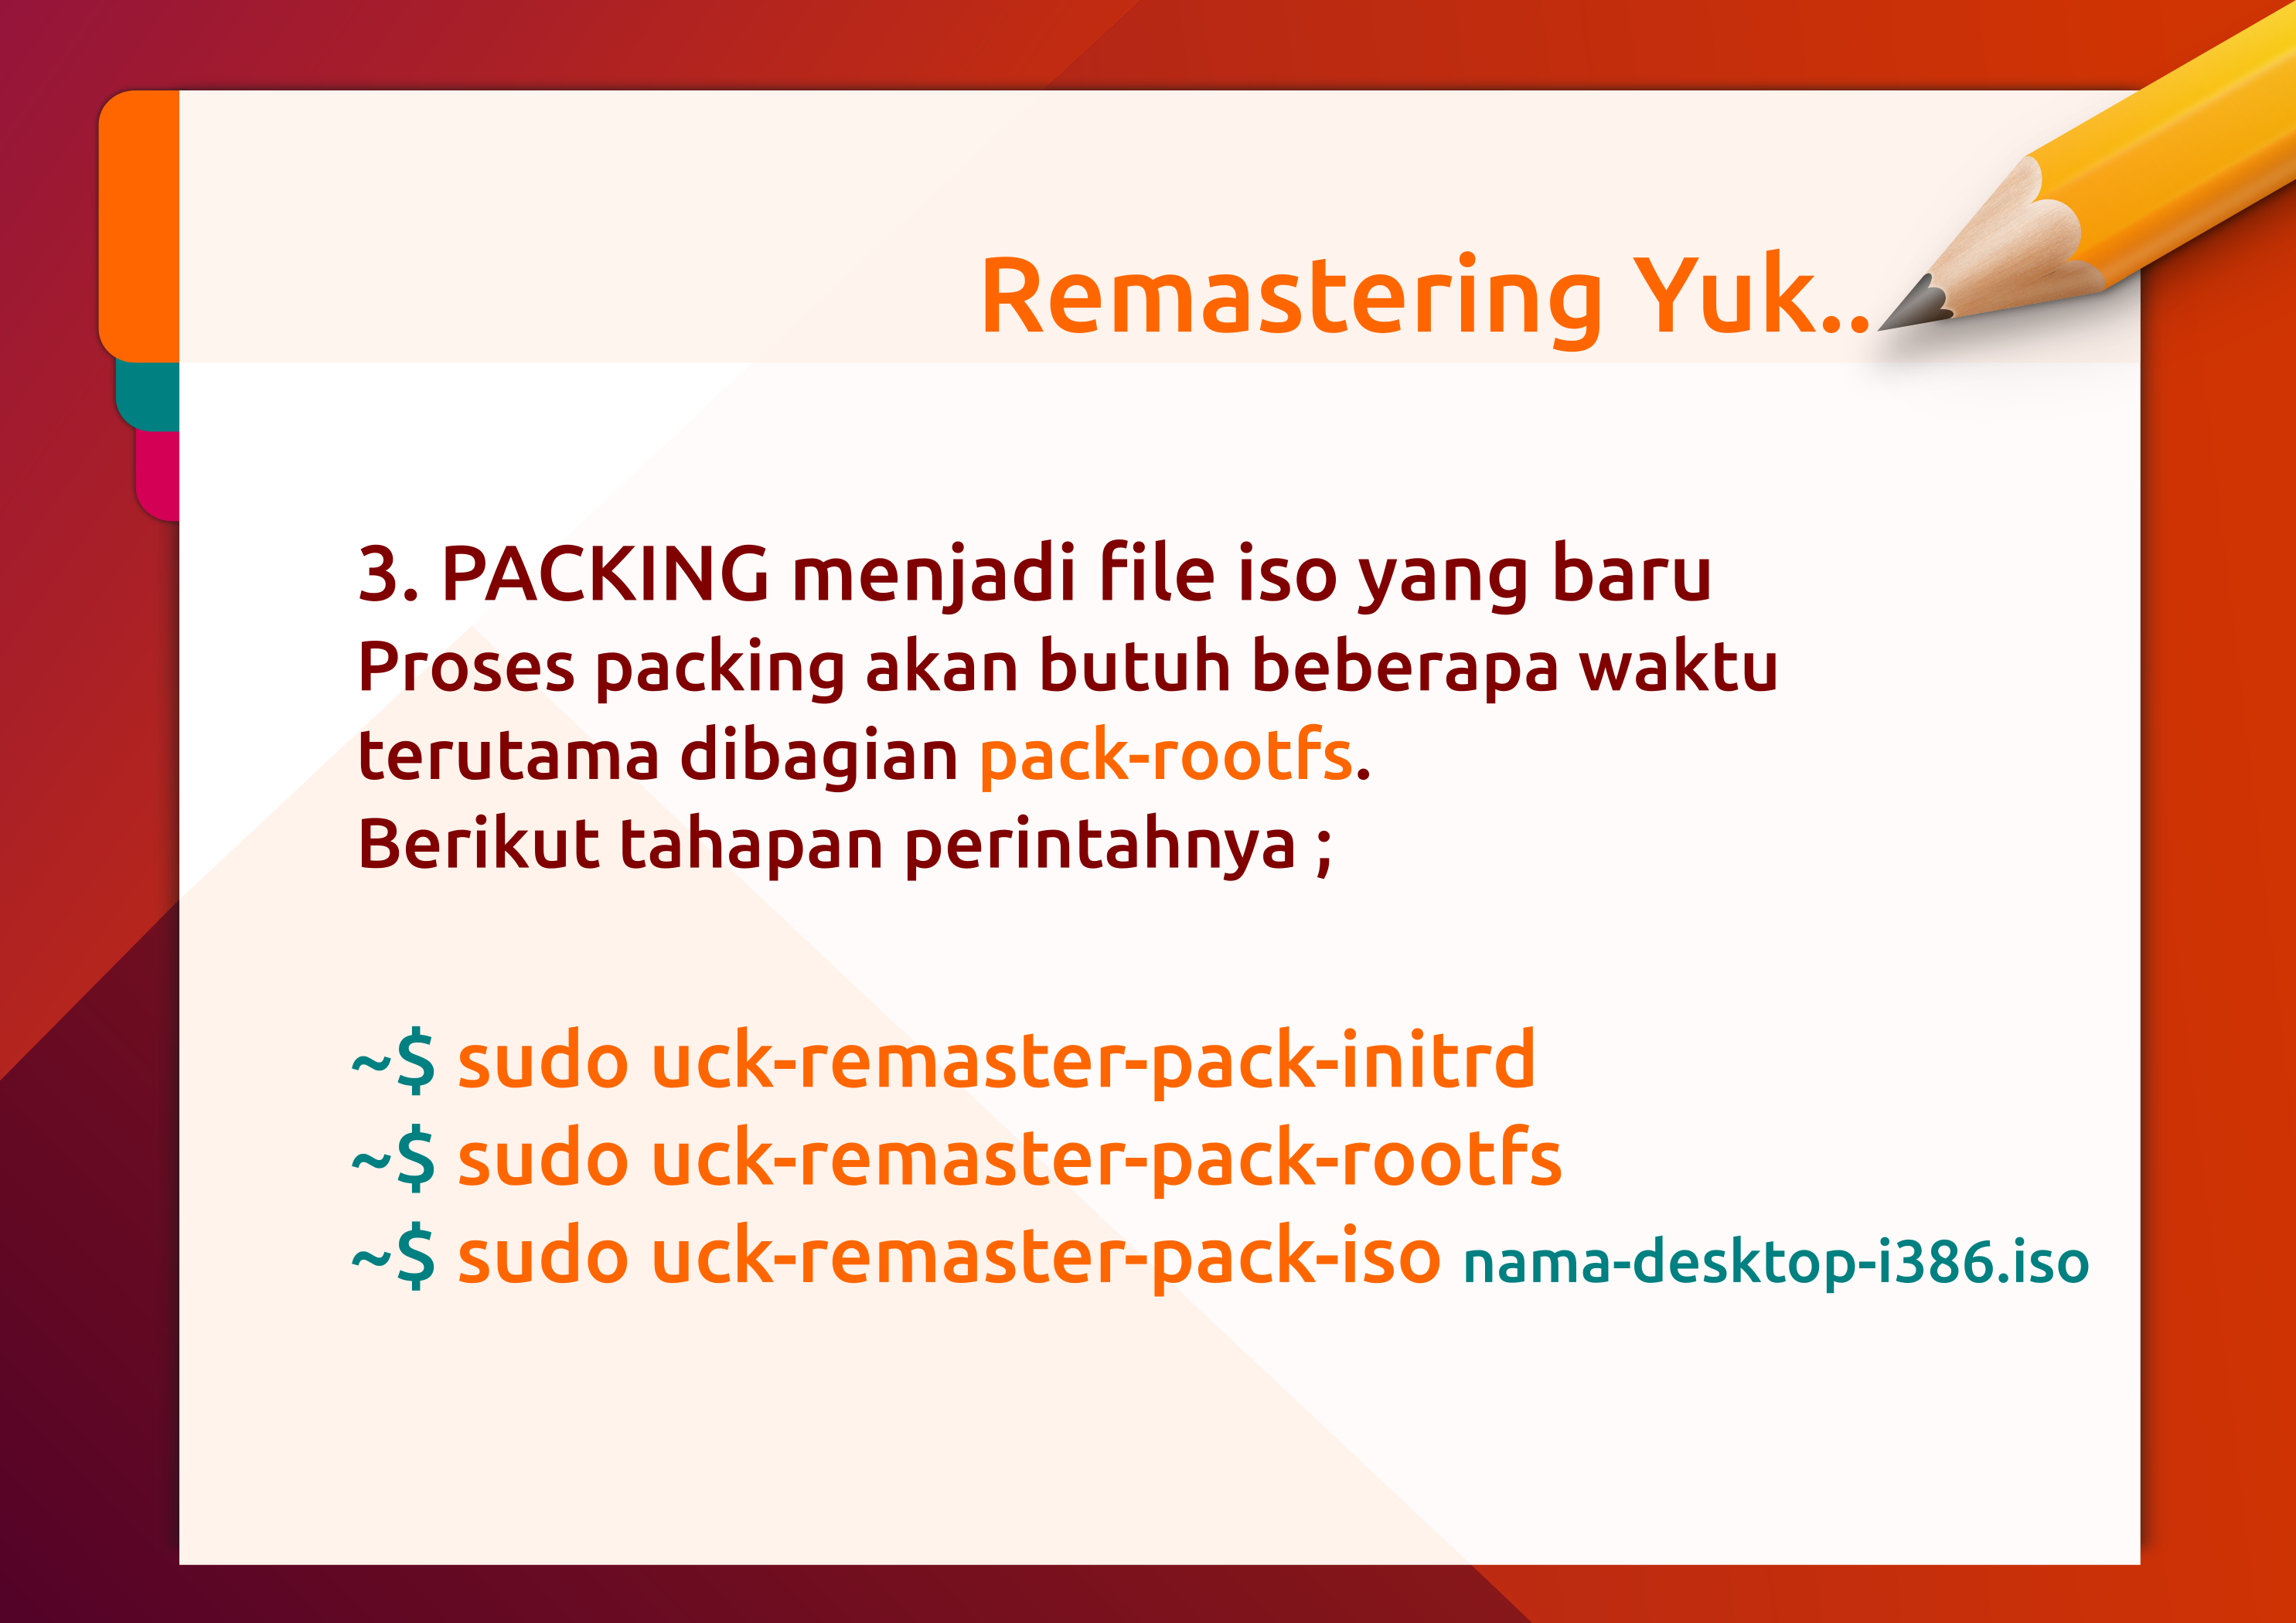 Remastering Yuk..
3. PACKING menjadi file iso yang baru
Proses packing akan butuh beberapa waktu
terutama dibagian pack-rootfs.
Berikut tahapan perintahnya ;
~$ sudo uck-remaster-pack-initrd
~$ sudo uck-remaster-pack-rootfs
~$ sudo uck-remaster-pack-iso nama-desktop-i386.iso